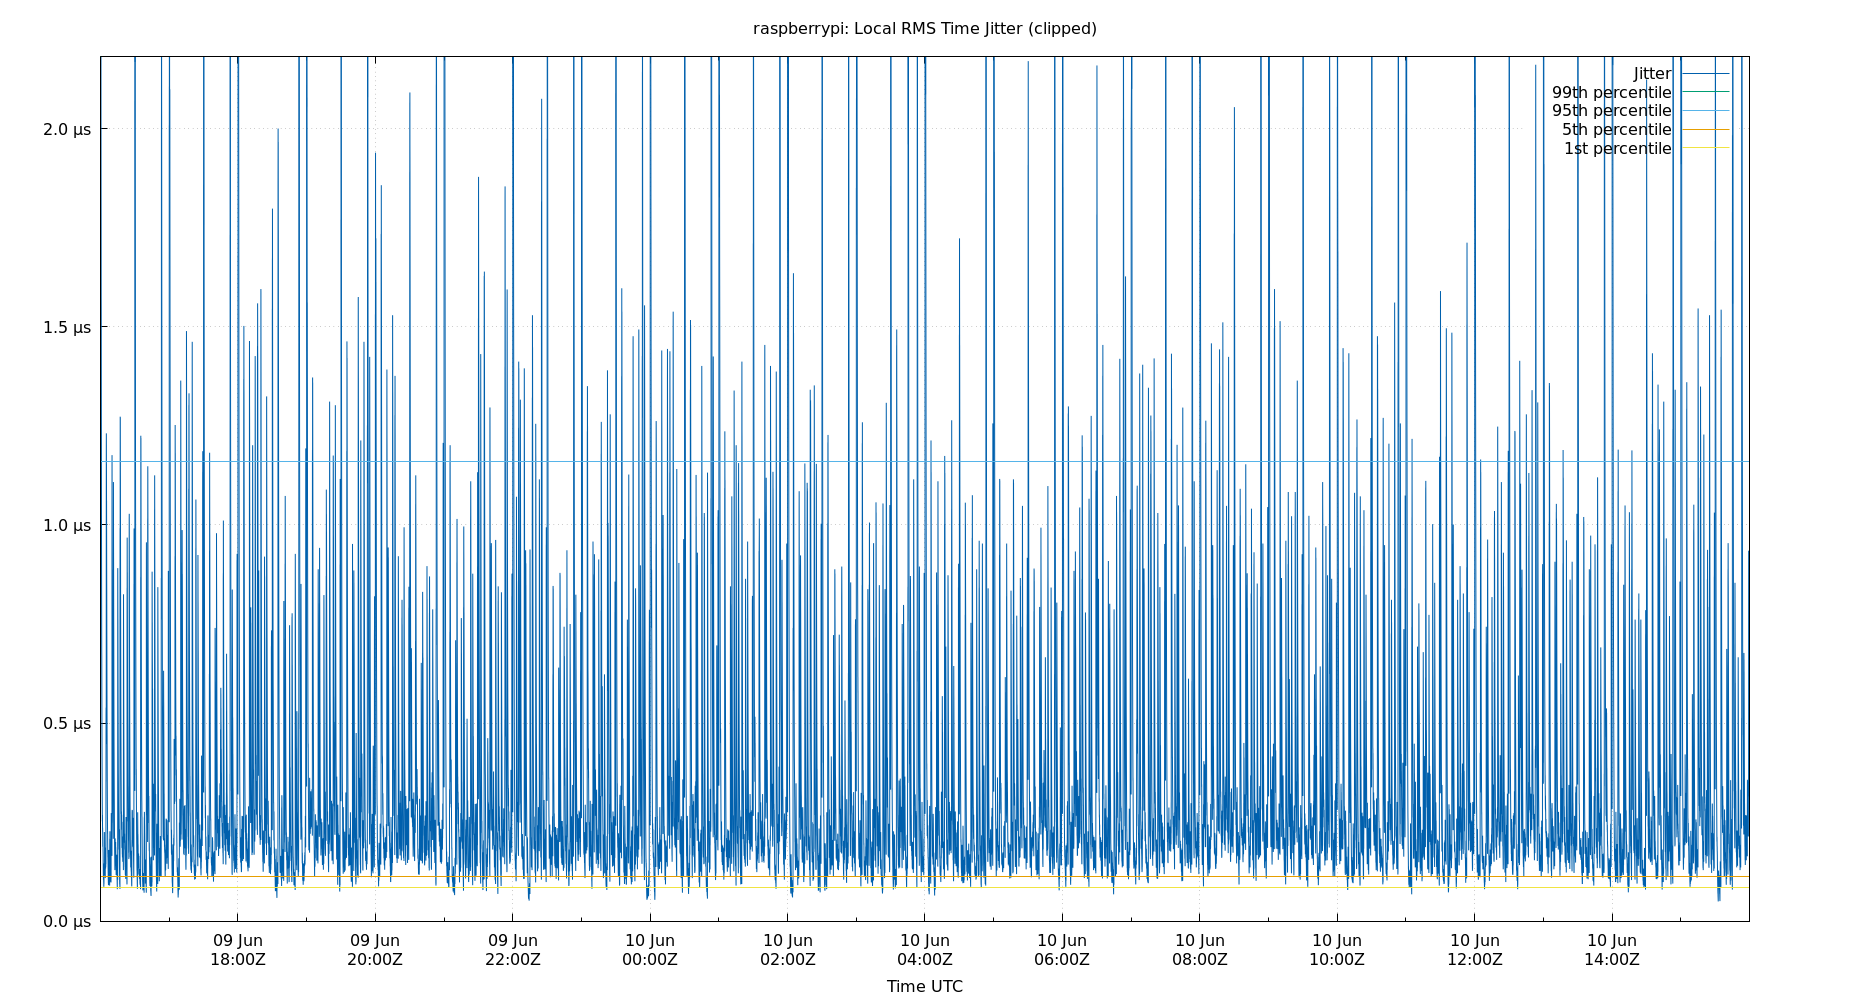 raspberrypi: Local RMS Time Jitter (clipped)
Jitter
99th percentile
95th percentile
5th percentile
1st percentile
2.0 µs
1.5 µs
1.0 µs
0.5 µs
0.0 µs
09 Jun 09 Jun 09 Jun 10 Jun 10 Jun 10 Jun 10 Jun 10 Jun 10 Jun 10 Jun 10 Jun
18:00Z 20:00Z 22:00Z 00:00Z 02:00Z 04:00Z 06:00Z 08:00Z 10:00Z 12:00Z 14:00Z
Time UTC